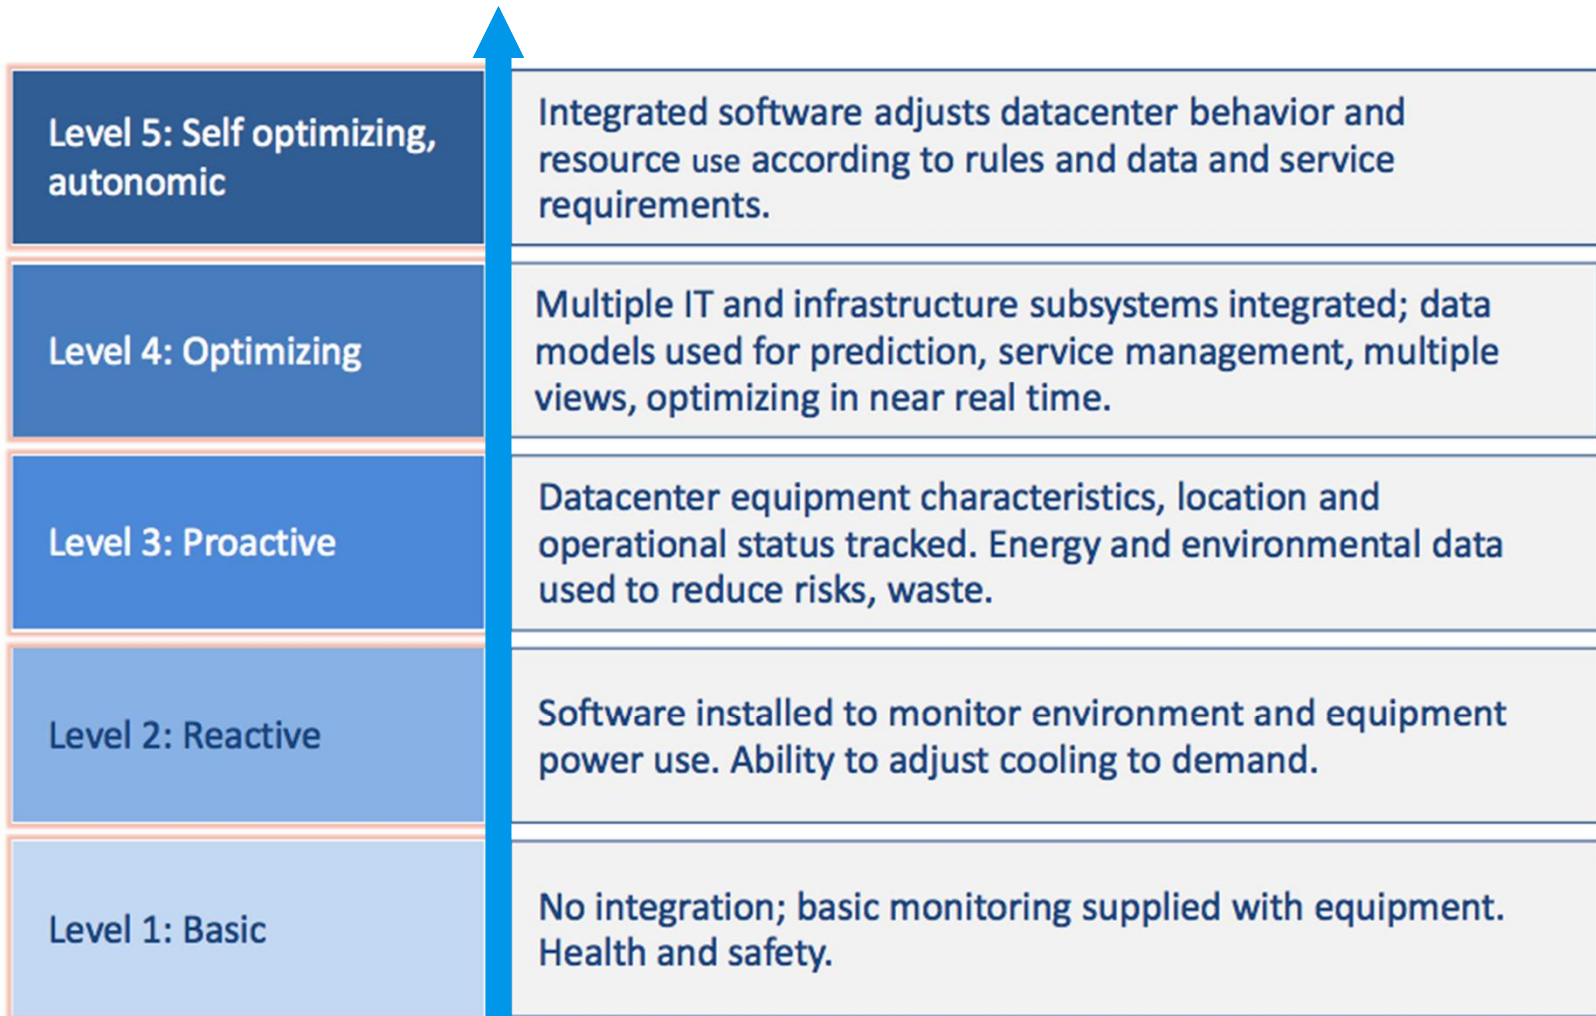 Level 5: Self optimizing,
autonomic
Integrated software adjusts datacenter behavior and
resource use according to rules and data and service
requirements.
Level 4: Optimizing
Multiple IT and infrastructure subsystems integrated; data
models used for prediction, service management, multiple
views, optimizing in near real time.
Level 3: Proactive
Datacenter equipment characteristics, location and
operational status tracked. Energy and environmental data
used to reduce risks, waste.
Level 2: Reactive
Software installed to monitor environment and equipment
power use. Ability to adjust cooling to demand.
Level 1: Basic
No integration; basic monitoring supplied with equipment.
Health and safety.